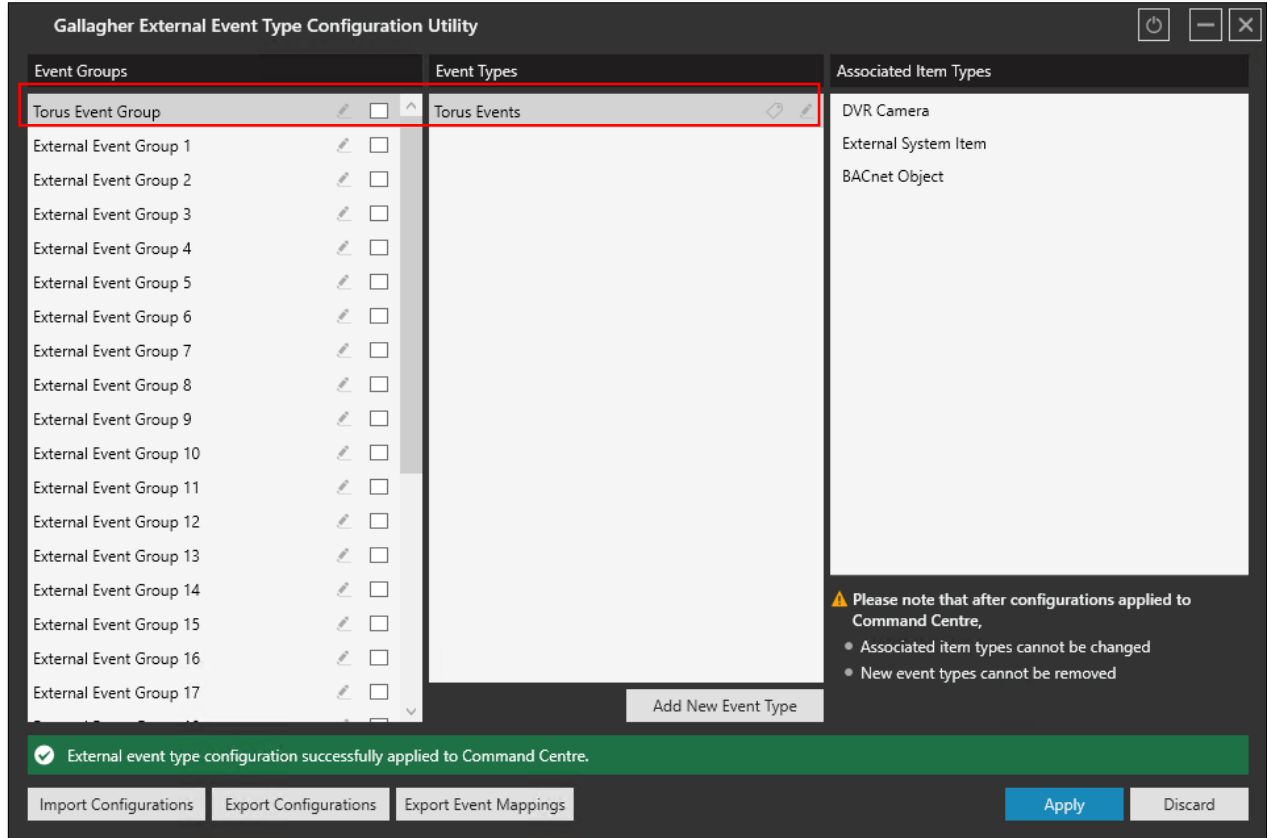 Gallagher External Event Type Configuration Utility
Event Groups
Event Types
Associated Item Types
Torus Event Group
Torus Events
DVR Camera
External Event Group 1
External System Item
External Event Group 2
BACnet Object
External Event Group 3
External Event Group 4
External Event Group 5
External Event Group 6
External Event Group 7
External Event Group 8
External Event Group 9
External Event Group 10
External Event Group 11
External Event Group 12
External Event Group 13
External Event Group 14
External Event Group 15
External Event Group 16
External Event Group 17
Please note that after configurations applied to
Command Centre,
Associated item types cannot be changed
New event types cannot be removed
Add New Event Type
External event type configuration successfully applied to Command Centre.
Import Configurations
Export Configurations
Export Event Mappings
Apply
Discard